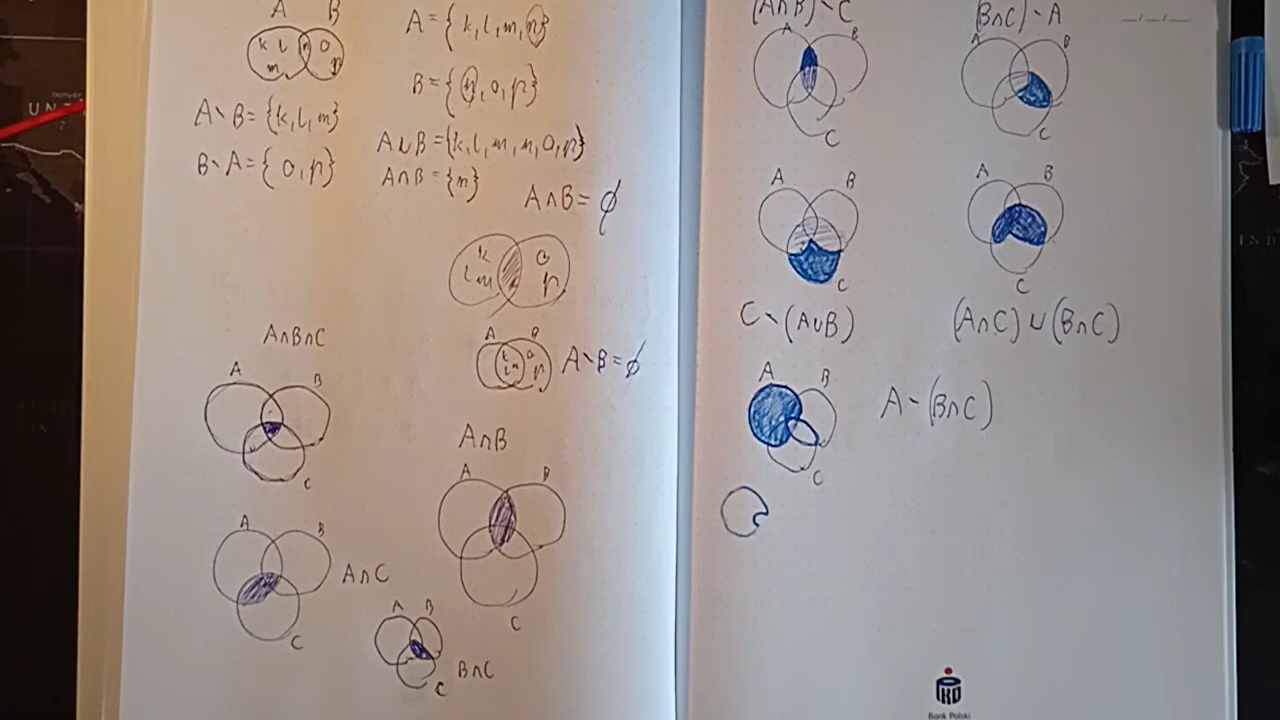 A B
k l n o
m p
A = { k, l, m, n}
B = { n, o, p}
A \ B = {k, l, m}
B \ A = { o, p}
A ∪ B = {k, l, m, n, o, p}
A ∩ B = {n}
A ∩ B = ∅
k
l m
o
p
A∩B∩C
A B
C
A B
k
l m
o
p
A \ B = ∅
A∩B
A B
C
A B
A∩C
C
A B
B∩C
C
(A∩B) \ C
A B
C
(B∩C) \ A
A B
C
A B
C
C \ (A∪B)
A B
C
(A∩C) ∪ (B∩C)
A B
C
A \ (B∩C)
Bank Polski